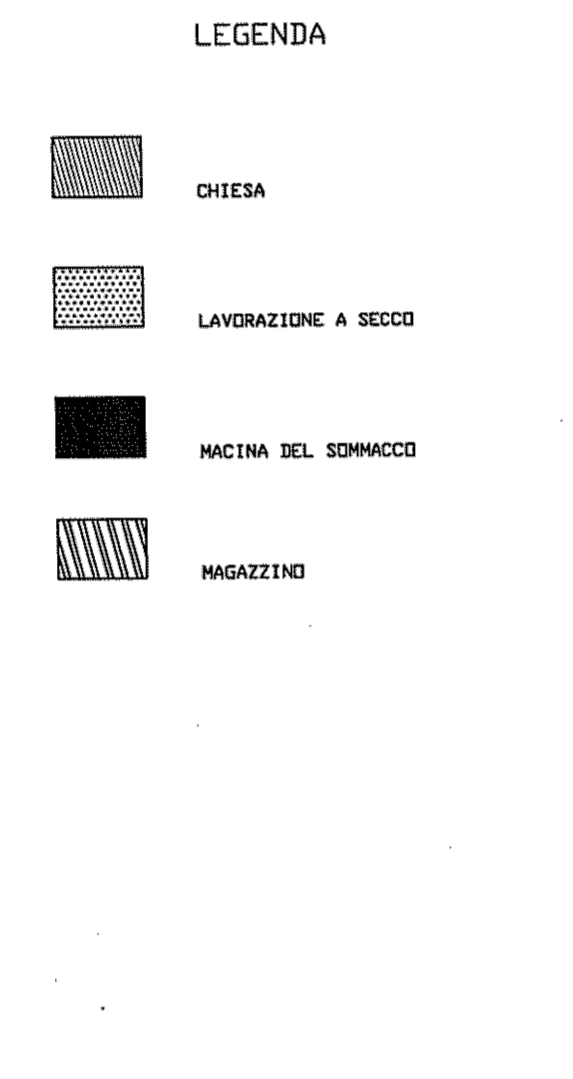 LEGENDA
CHIESA
LAVORAZIONE A SECCO
MACINA DEL SOMMACCO
MAGAZZINO